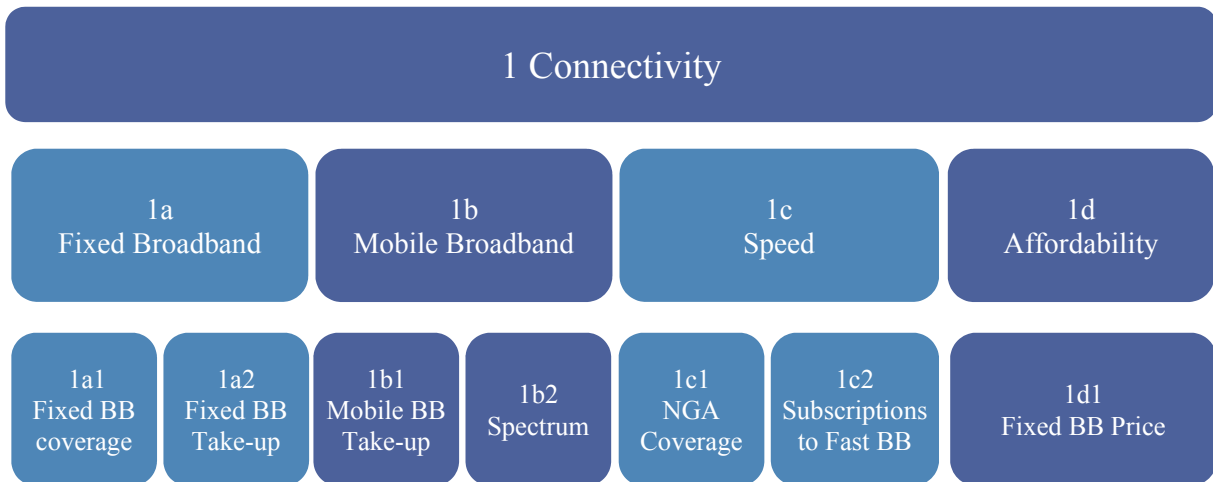 1 Connectivity
1a
Fixed Broadband
1b
Mobile Broadband
1c
Speed
1d
Affordability
1a1
Fixed BB
coverage
1a2
Fixed BB
Take-up
1b1
Mobile BB
Take-up
1b2
Spectrum
1c1
NGA
Coverage
1c2
Subscriptions
to Fast BB
1d1
Fixed BB Price